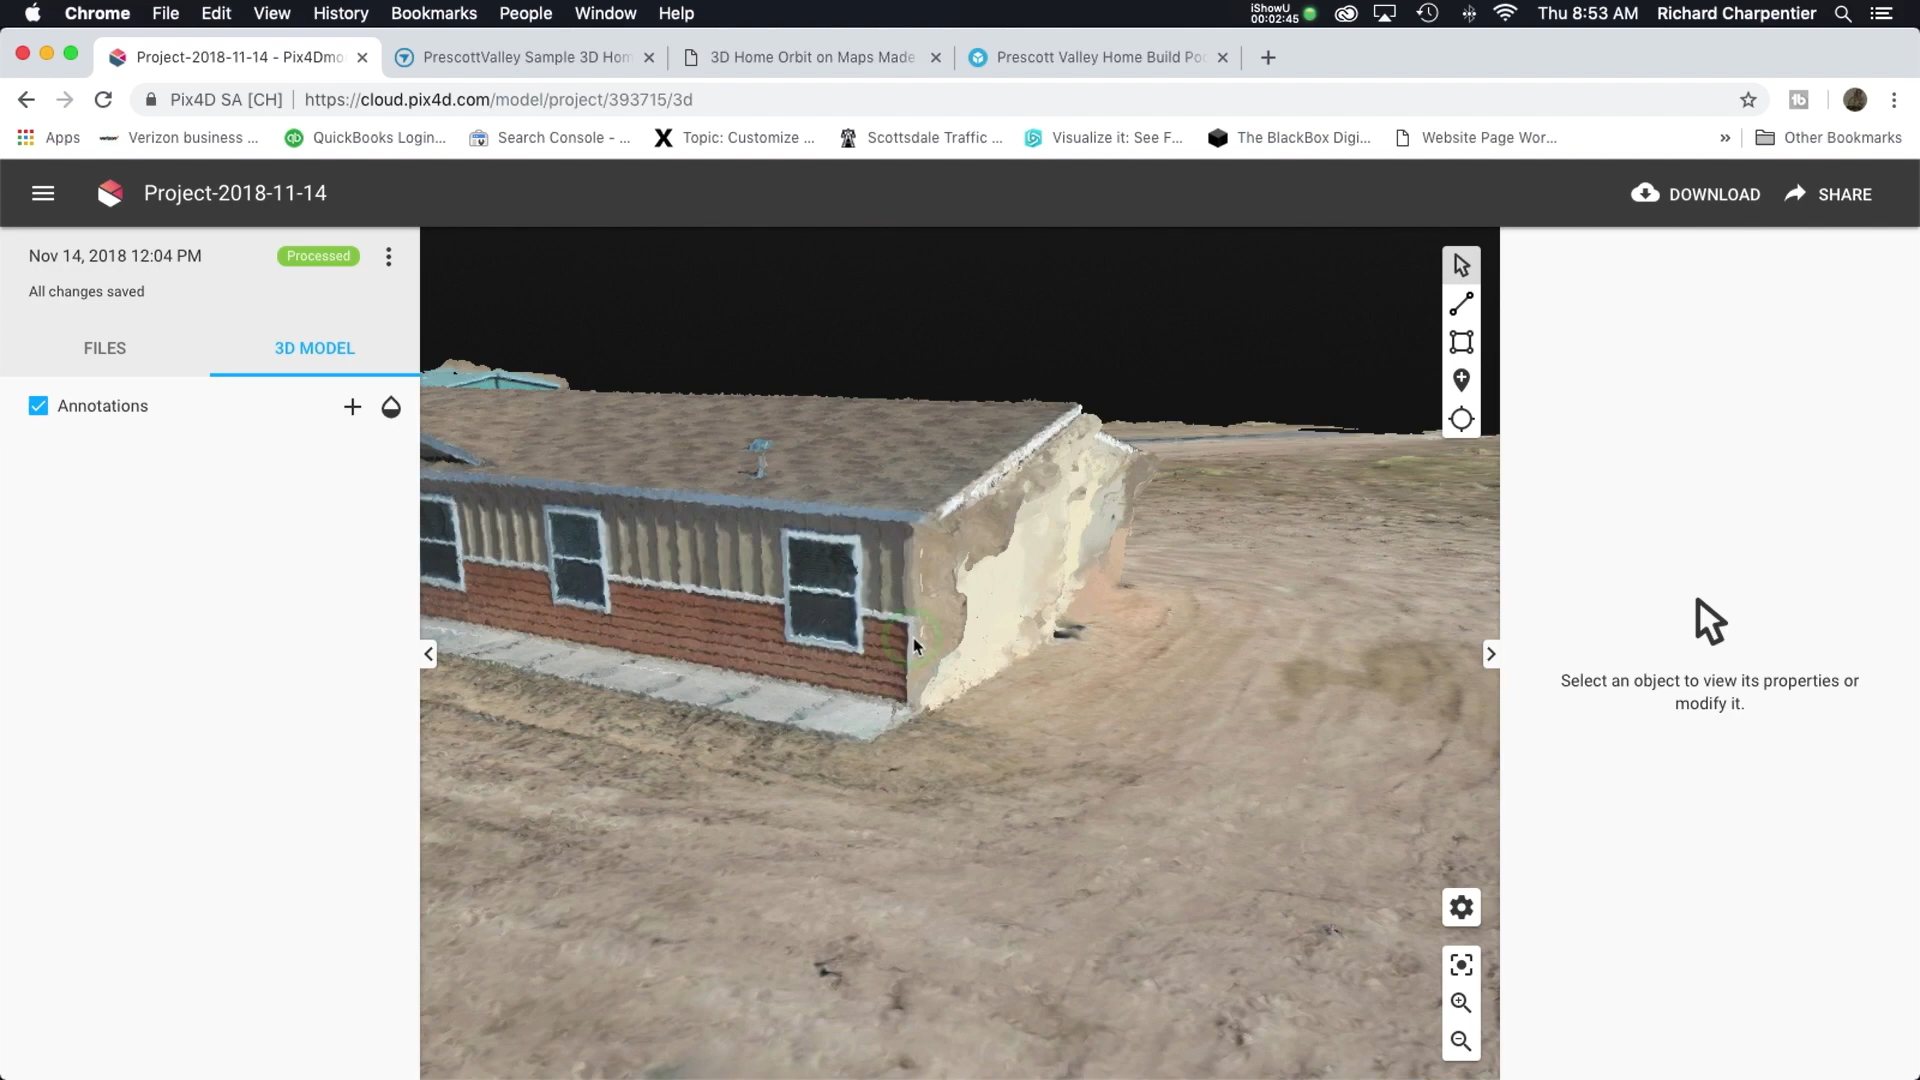 Chrome File Edit View History Bookmarks People Window Help iShowU 00:02:45 Thu 8:53 AM Richard Charpentier
Project-2018-11-14 - Pix4Dmo PrescottValley Sample 3D Hom 3D Home Orbit on Maps Made Prescott Valley Home Build Poc
Pix4D SA [CH] https://cloud.pix4d.com/model/project/393715/3d
Apps Verizon business ... QuickBooks Login... Search Console - ... Topic: Customize ... Scottsdale Traffic ... Visualize it: See F... The BlackBox Digi... Website Page Wor... » Other Bookmarks
Project-2018-11-14 DOWNLOAD SHARE
Nov 14, 2018 12:04 PM Processed
All changes saved
FILES 3D MODEL
Annotations
Select an object to view its properties or
modify it.